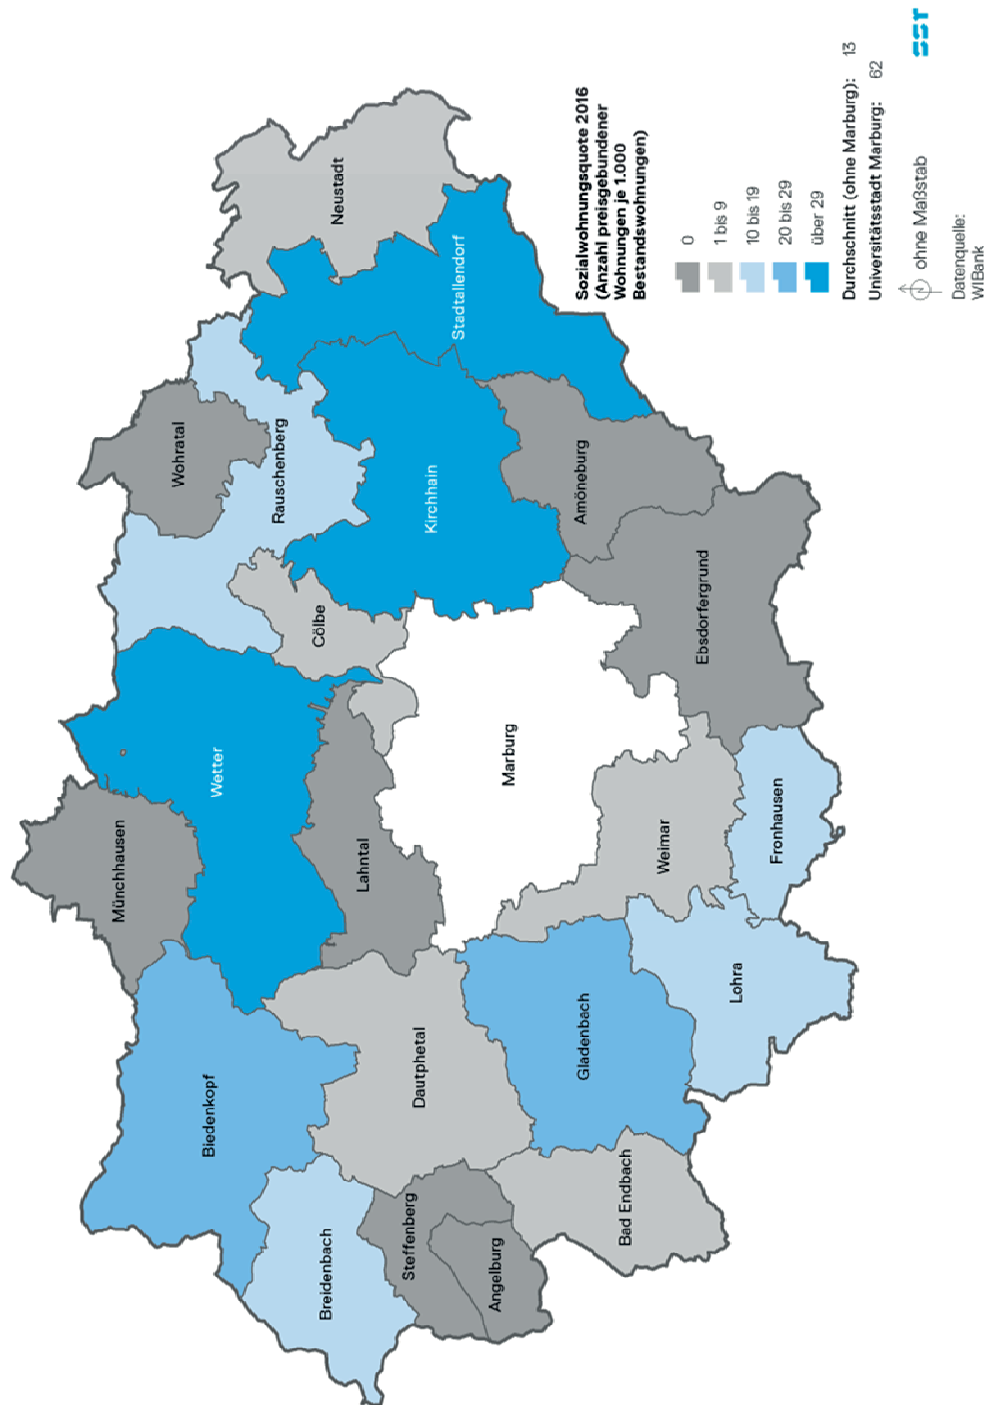 Neustadt
Wohratal
Rauschenberg
Stadtallendorf
Kirchhain
Amöneburg
Cölbe
Ebsdorfergrund
Wetter
Münchhausen
Lahntal
Marburg
Weimar
Fronhausen
Lohra
Biedenkopf
Dautphetal
Gladenbach
Breidenbach
Steffenberg
Angelburg
Bad Endbach
Sozialwohnungsquote 2016
(Anzahl preisgebundener
Wohnungen je 1.000
Bestandswohnungen)
0
1 bis 9
10 bis 19
20 bis 29
über 29
Durchschnitt (ohne Marburg): 13
Universitätsstadt Marburg: 62
ohne Maßstab
Datenquelle:
WIBank
SST